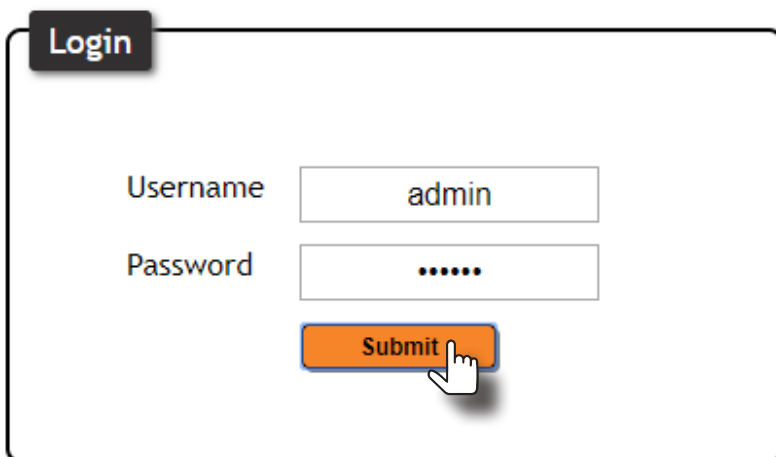 Login
Username admin
Password ••••••
Submit